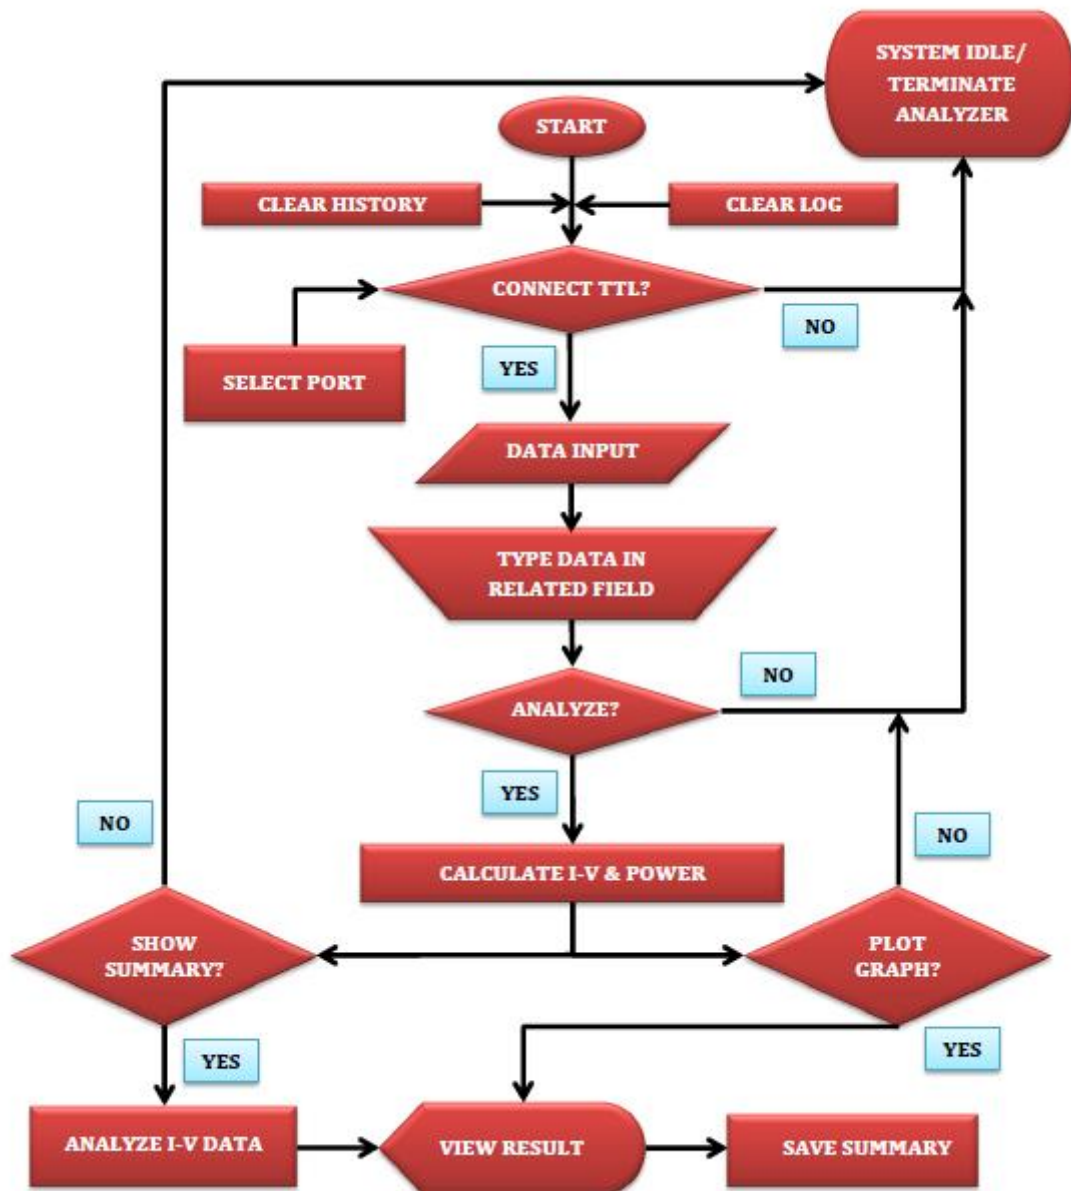 SYSTEM IDLE/
TERMINATE
ANALYZER
START
CLEAR HISTORY
CLEAR LOG
CONNECT TTL?
NO
YES
SELECT PORT
DATA INPUT
TYPE DATA IN
RELATED FIELD
NO
ANALYZE?
YES
NO
NO
CALCULATE I-V & POWER
SHOW
SUMMARY?
PLOT
GRAPH?
YES
YES
ANALYZE I-V DATA
VIEW RESULT
SAVE SUMMARY